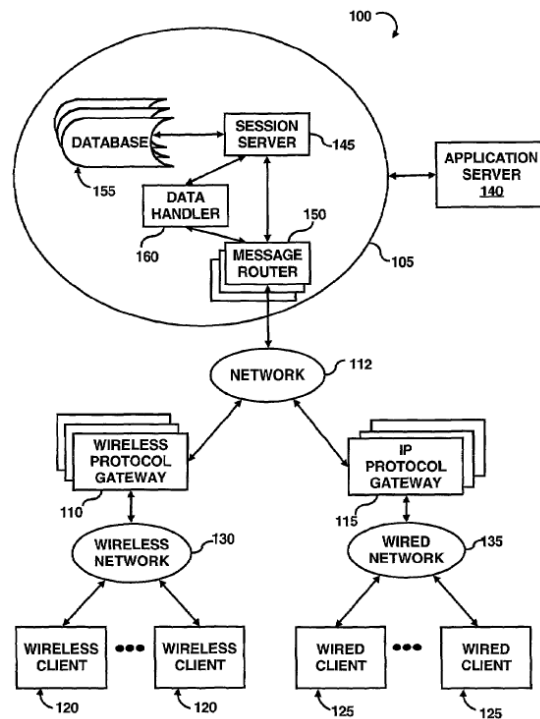 100
DATABASE
155
SESSION
SERVER
145
DATA
HANDLER
160
150
MESSAGE
ROUTER
105
APPLICATION
SERVER
140
NETWORK
112
WIRELESS
PROTOCOL
GATEWAY
110
IP
PROTOCOL
GATEWAY
115
WIRELESS
NETWORK
130
WIRED
NETWORK
135
WIRELESS
CLIENT
120
WIRELESS
CLIENT
120
WIRED
CLIENT
125
WIRED
CLIENT
125